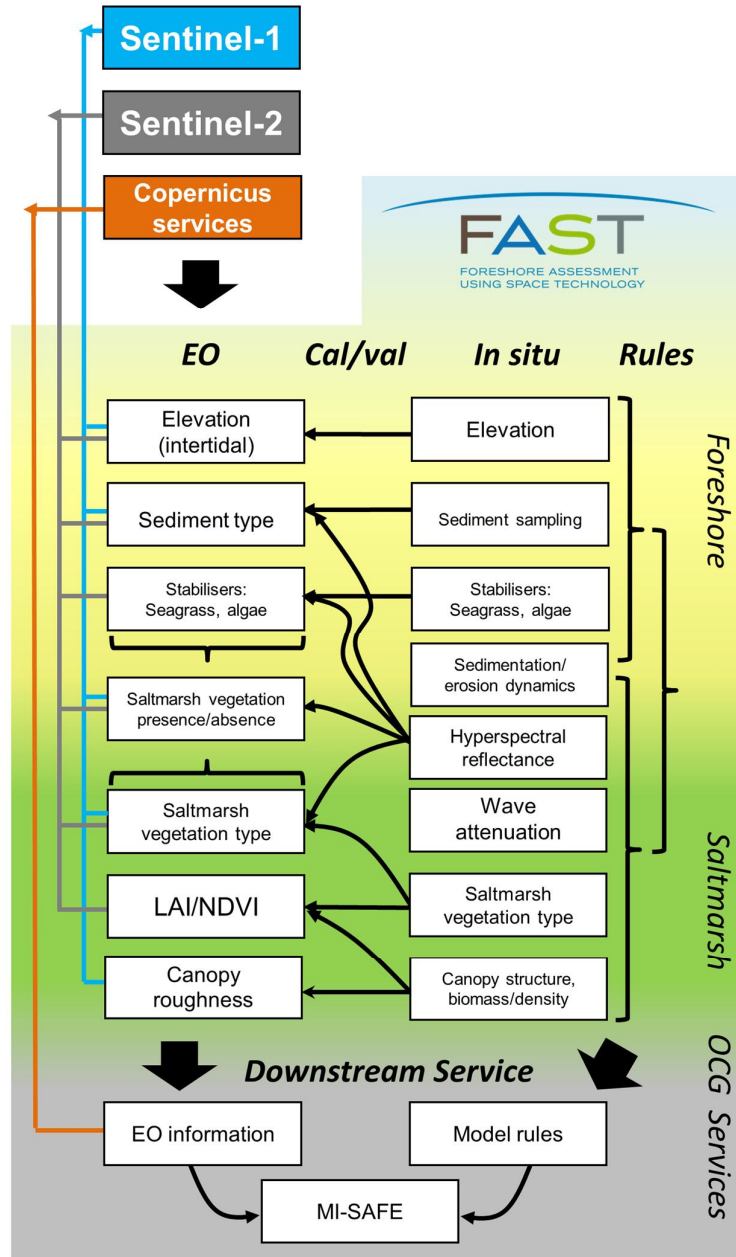 Sentinel-1
Sentinel-2
Copernicus
services
FAST
FORESHORE ASSESSMENT
USING SPACE TECHNOLOGY
EO
Cal/val
In situ
Rules
Elevation
(intertidal)
Elevation
Foreshore
Sediment type
Sediment sampling
Stabilisers:
Seagrass, algae
Stabilisers:
Seagrass, algae
Sedimentation/
erosion dynamics
Saltmarsh vegetation
presence/absence
Hyperspectral
reflectance
Saltmarsh
vegetation type
Wave
attenuation
Saltmarsh
LAI/NDVI
Saltmarsh
vegetation type
Canopy
roughness
Canopy structure,
biomass/density
OCG Services
Downstream Service
EO information
Model rules
MI-SAFE